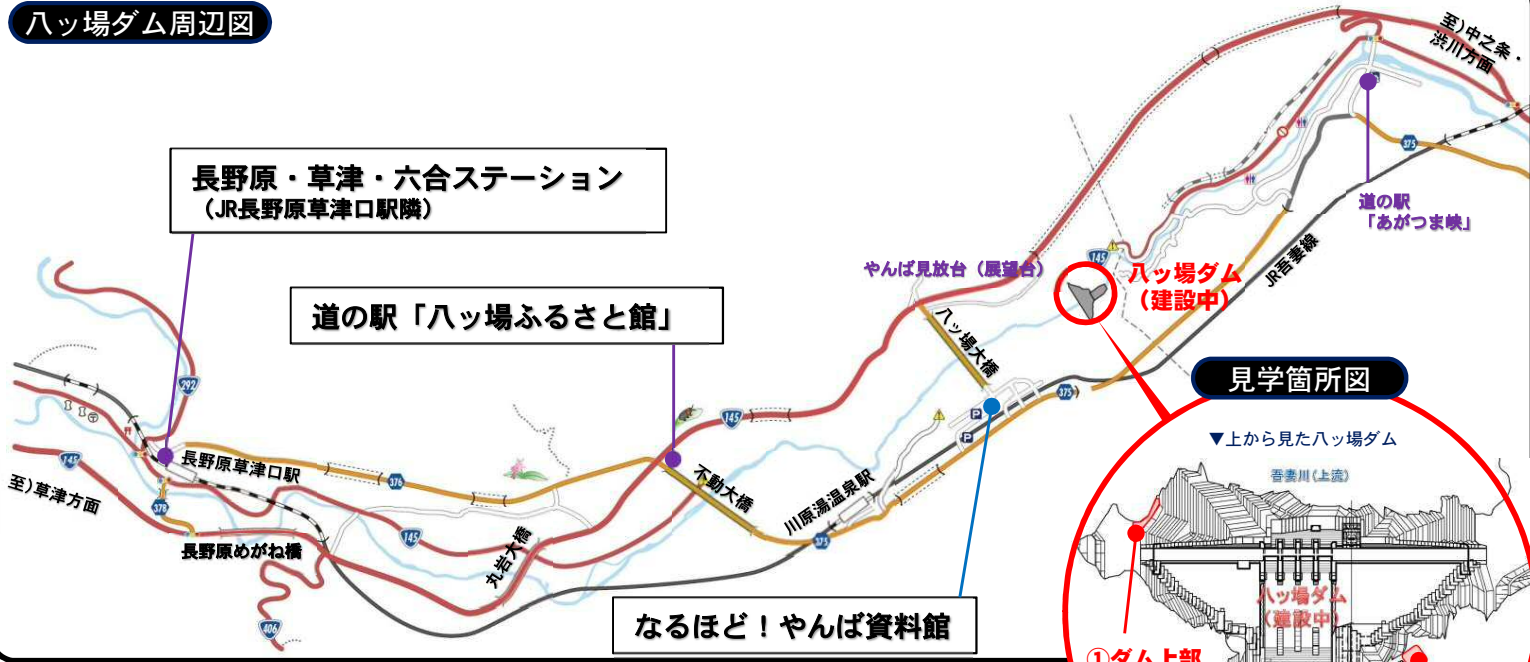 八ッ場ダム周辺図
至)中之条・
渋川方面
長野原・草津・六合ステーション
（JR長野原草津口駅隣）
道の駅
「あがつま峡」
375
JR吾妻線
やんば見放台（展望台）
145
八ッ場ダム
（建設中）
道の駅「八ッ場ふるさと館」
八ッ場大橋
292
145
375
P
P
見学箇所図
▼上から見た八ッ場ダム
吾妻川(上流)
145
至)草津方面
長野原草津口駅
376
不動大橋
川原湯温泉駅
378
145
375
長野原めがね橋
丸岩大橋
406
なるほど！やんば資料館
八ッ場ダム
（建設中）
①ダム上部